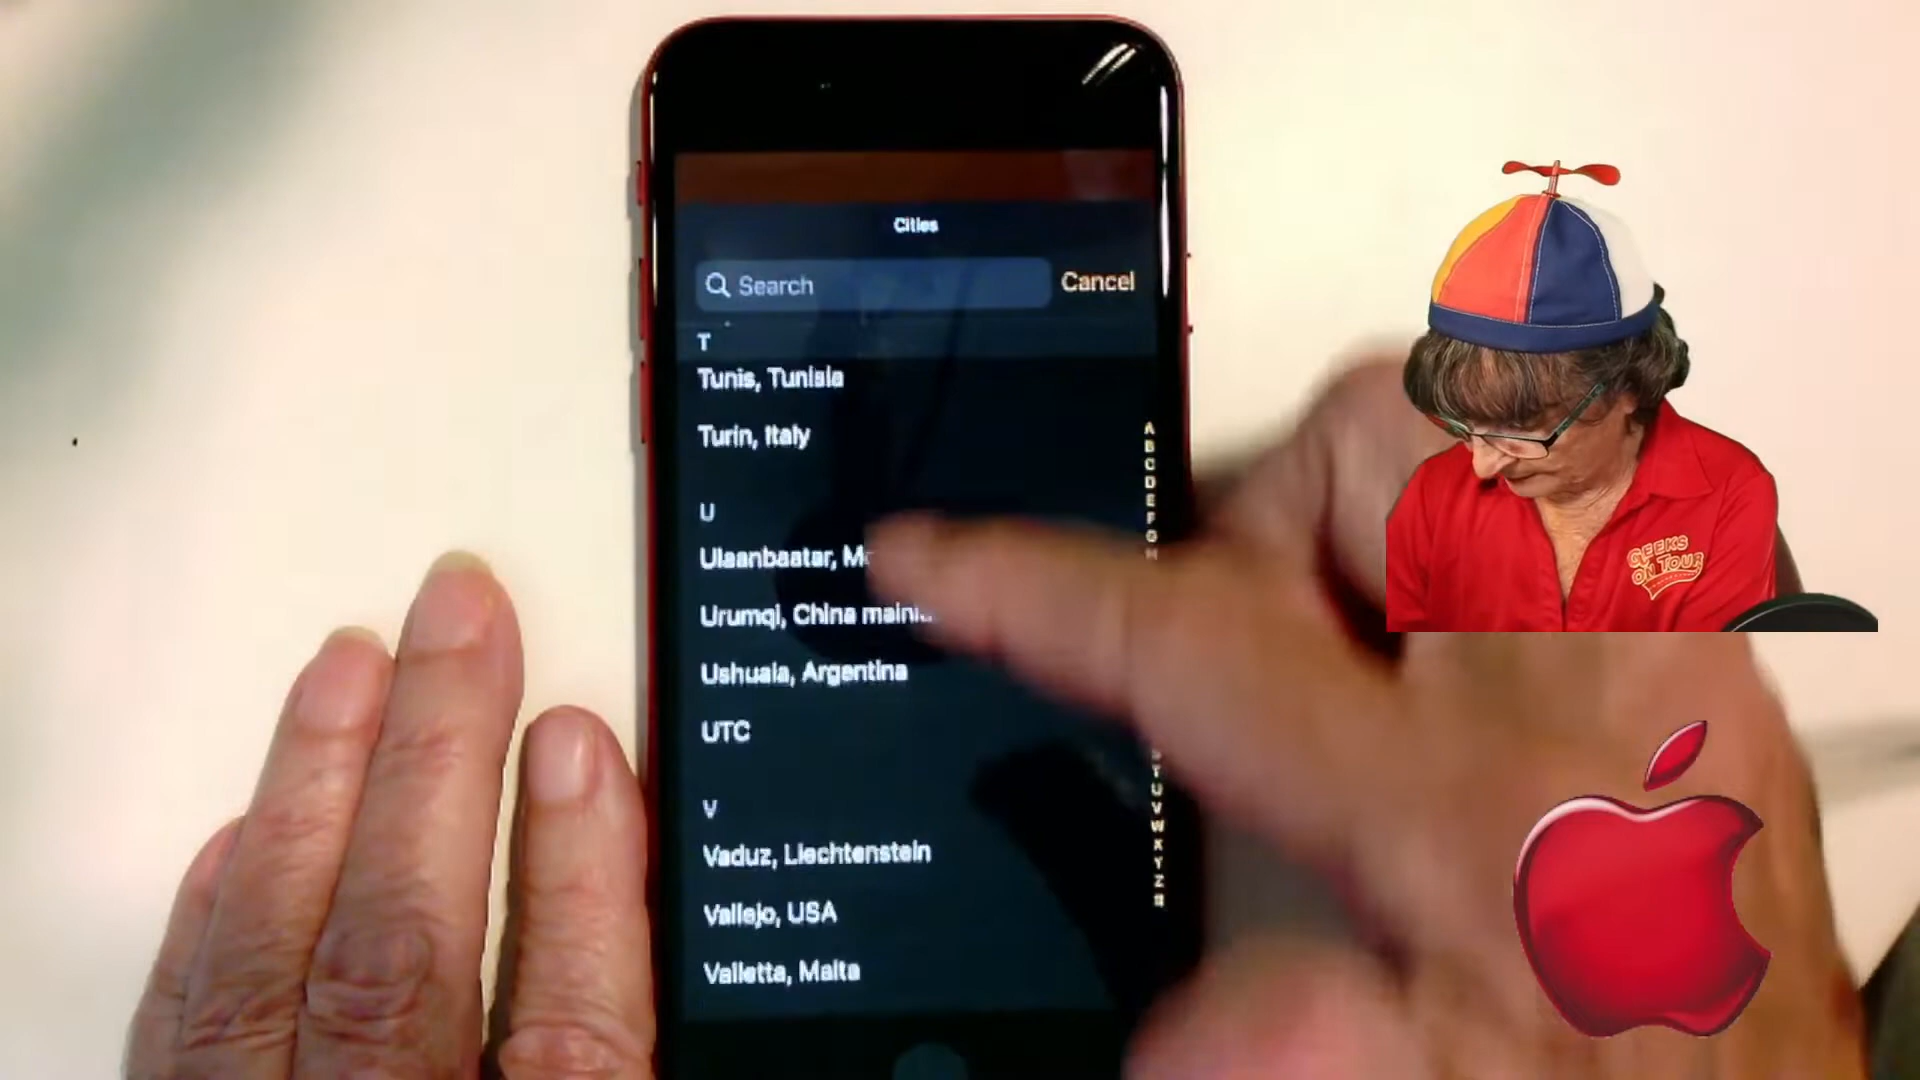 Cities
Search
Cancel
T
Tunis, Tunisia
Turin, Italy
U
Ulaanbaatar,
Urumqi, China
Ushuaia, Argentina
UTC
V
Vaduz, Liechtenstein
Vallejo, USA
Valletta, Malta
A
B
C
D
E
F
G
H
T
U
V
W
X
Y
Z
#
GEEKS
ON TOUR